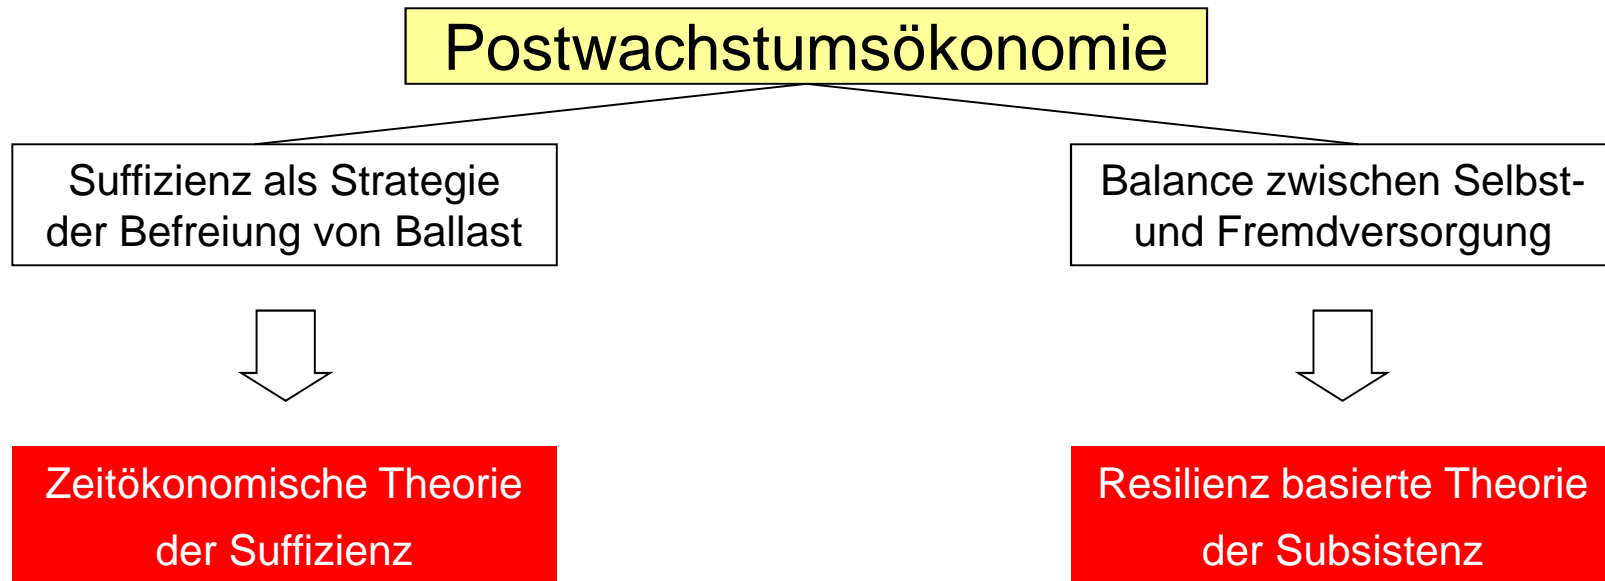 Postwachstumsökonomie
Suffizienz als Strategie
der Befreiung von Ballast
Balance zwischen Selbst-
und Fremdversorgung
Zeitökonomische Theorie
der Suffizienz
Resilienz basierte Theorie
der Subsistenz